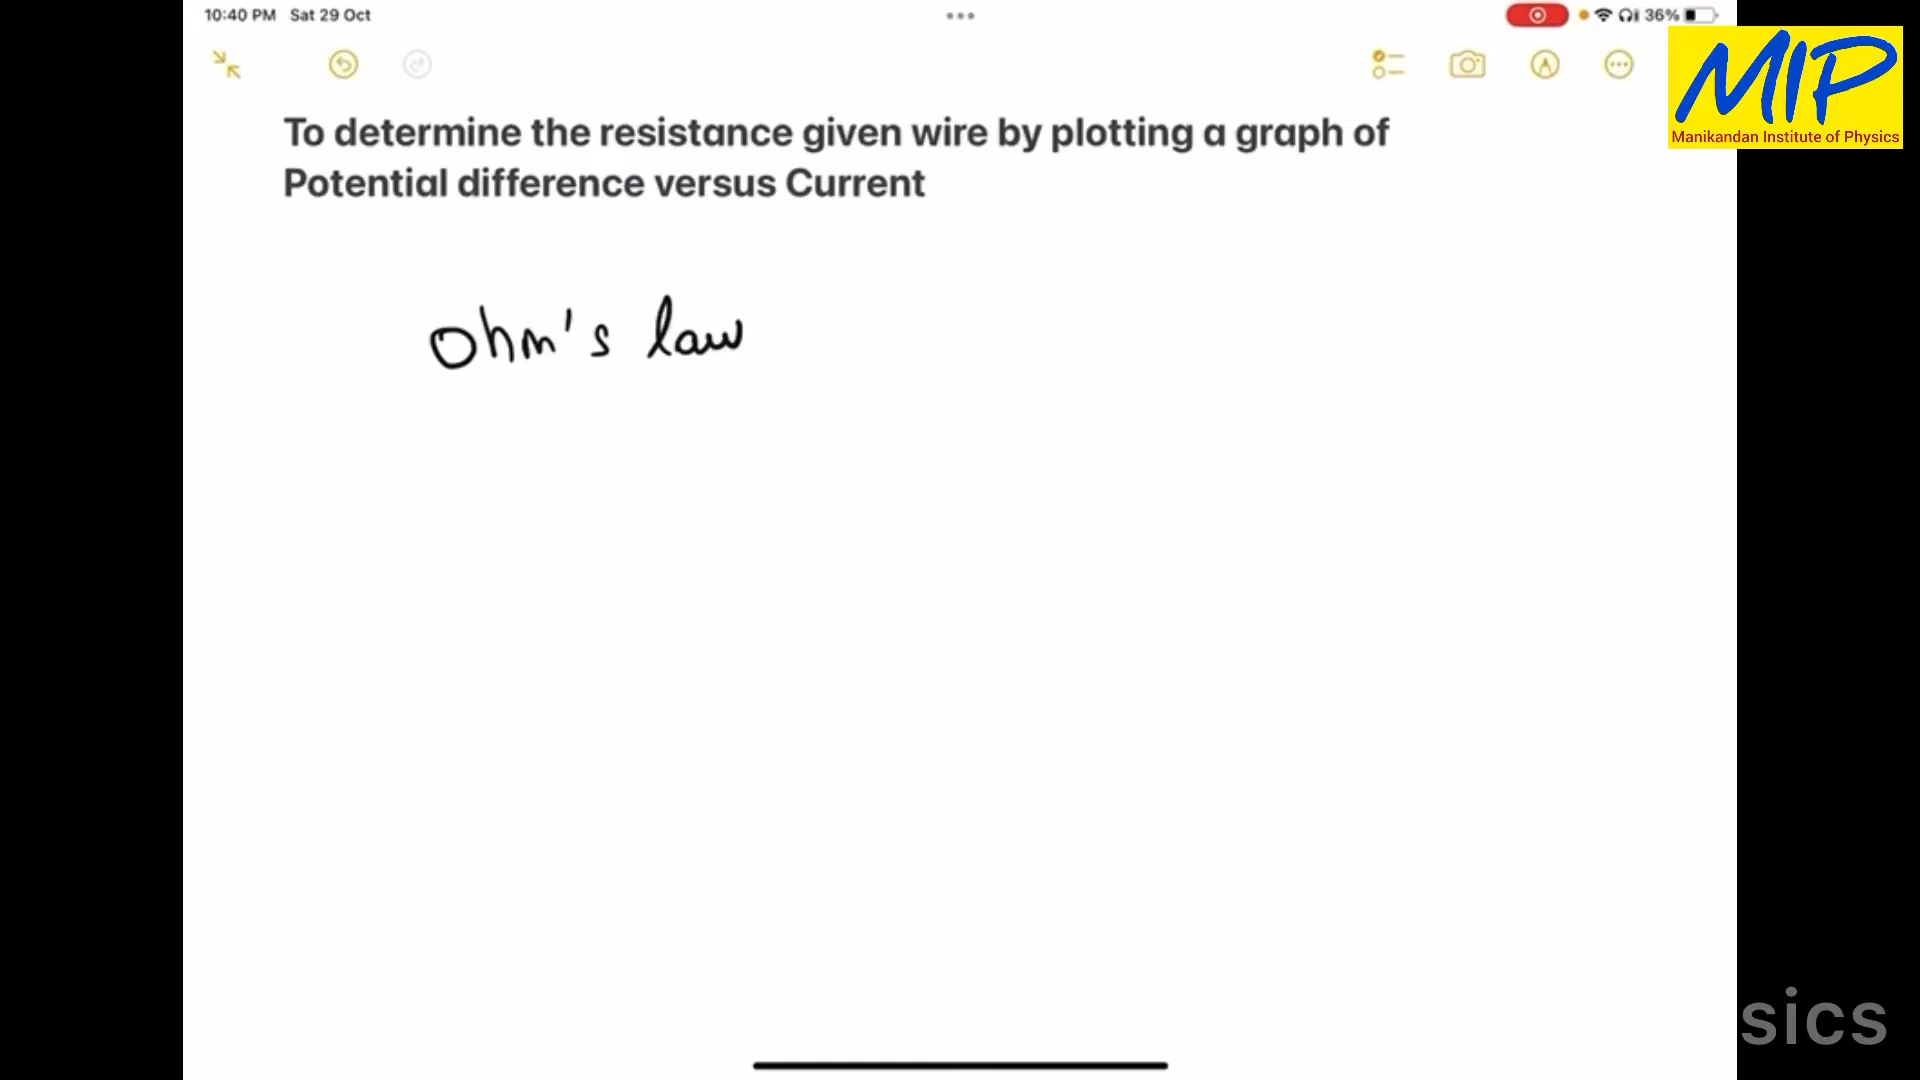 10:40 PM Sat 29 Oct
36%
MIP
Manikandan Institute of Physics
To determine the resistance given wire by plotting a graph of
Potential difference versus Current
Ohm's law
sics